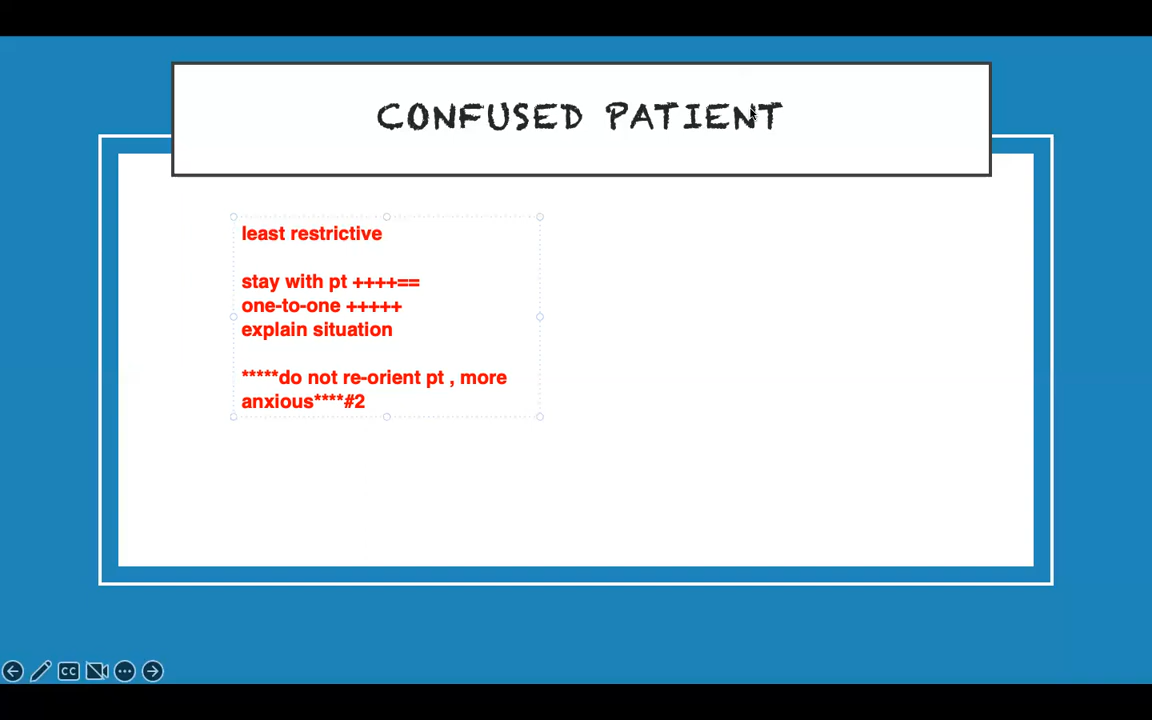 CONFUSED PATIENT
least restrictive
stay with pt ++++==
one-to-one +++++
explain situation
*****do not re-orient pt , more
anxious****#2
CC